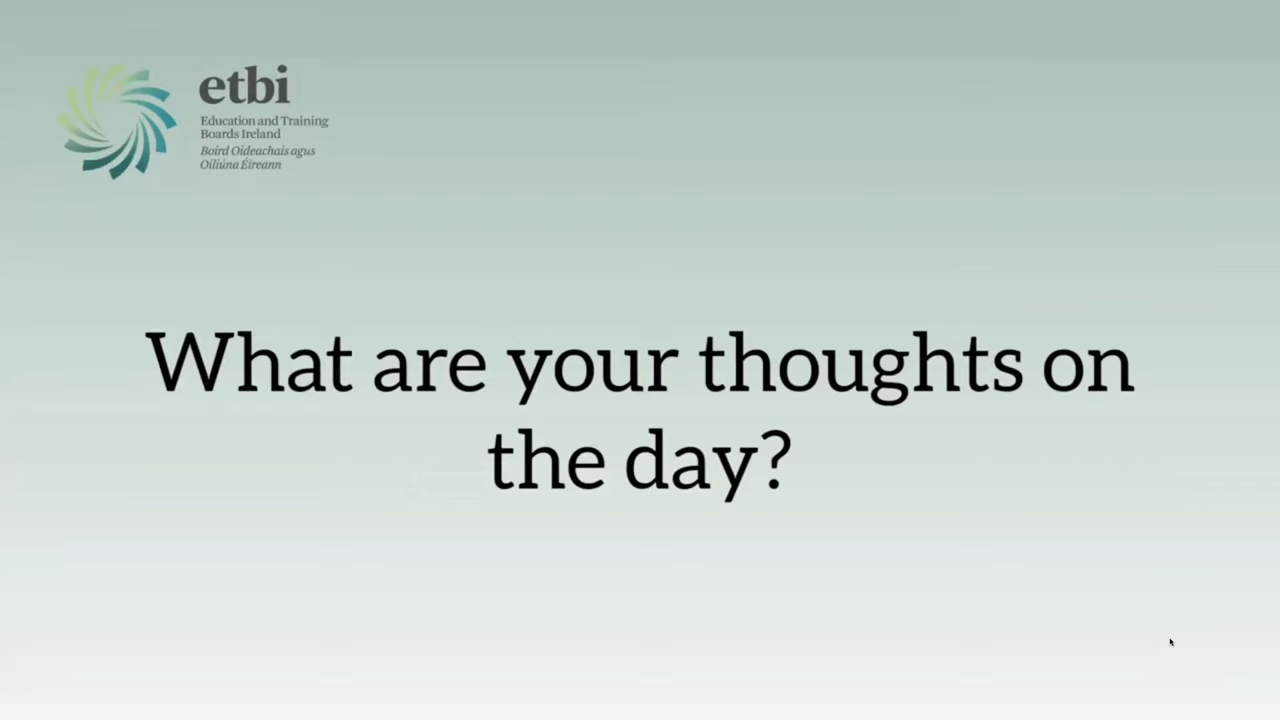 etbi
Education and Training
Boards Ireland
Boird Oideachais agus
Oiliúna Éireann
What are your thoughts on
the day?